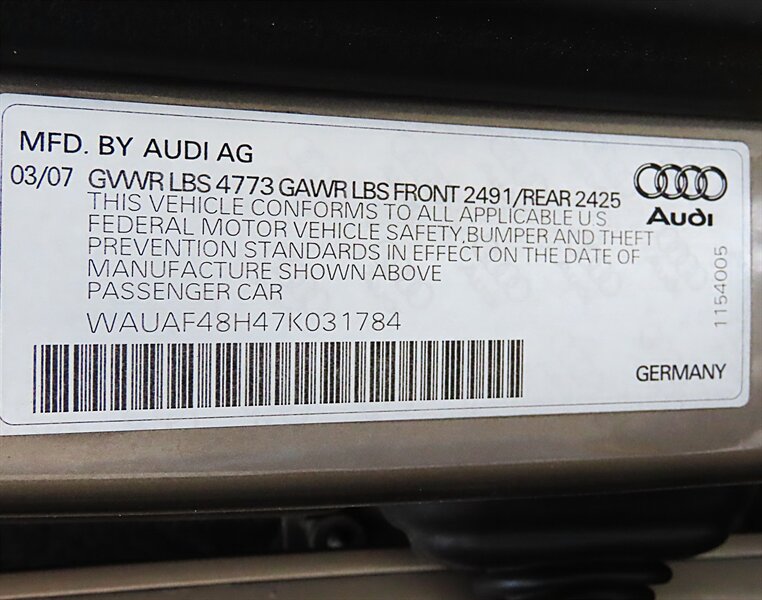 MFD. BY AUDI AG
03/07 GVWR LBS 4773 GAWR LBS FRONT 2491/REAR 2425
THIS VEHICLE CONFORMS TO ALL APPLICABLE U.S
FEDERAL MOTOR VEHICLE SAFETY,BUMPER AND THEFT
PREVENTION STANDARDS IN EFFECT ON THE DATE OF
MANUFACTURE SHOWN ABOVE
PASSENGER CAR
WAUAF48H47K031784
Audi
1154005
GERMANY